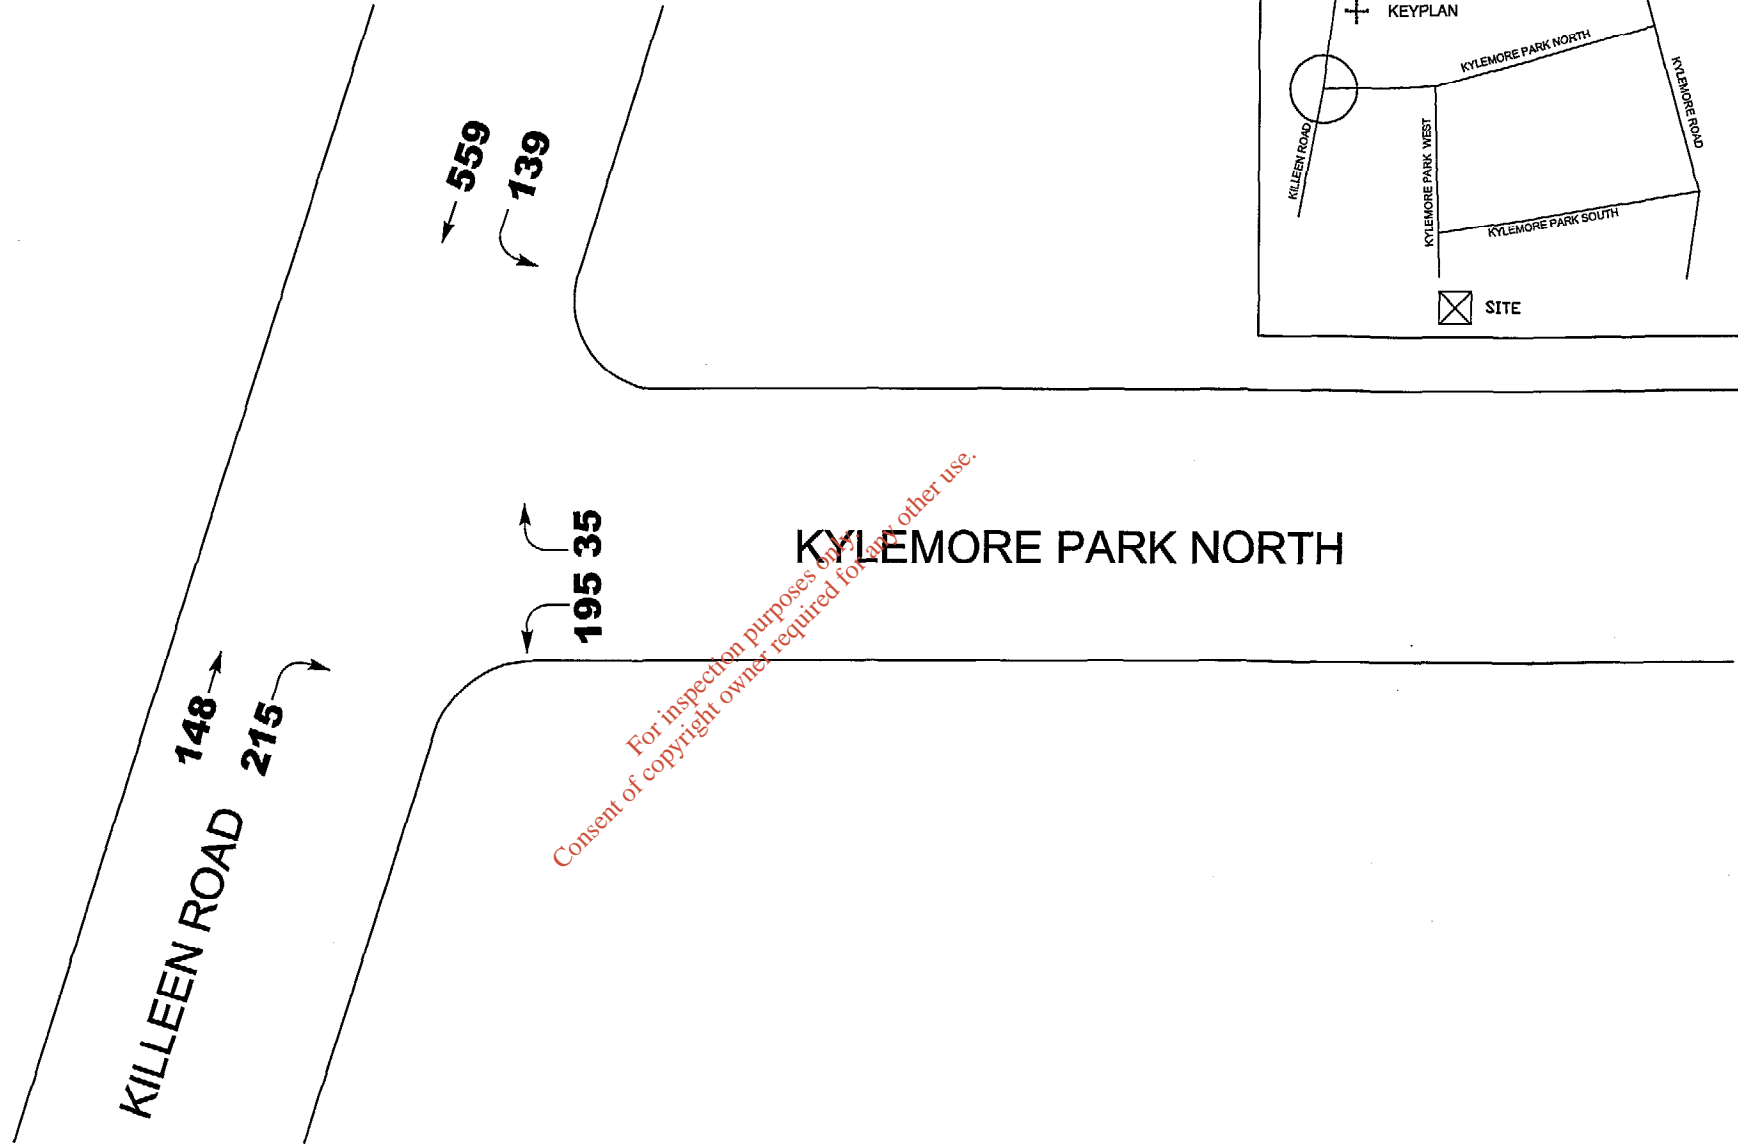 KEYPLAN
KYLEMORE PARK NORTH
KYLEMORE ROAD
KILLEEN ROAD
KYLEMORE PARK WEST
KYLEMORE PARK SOUTH
SITE
559
139
35
195
KYLEMORE PARK NORTH
148
215
KILLEEN ROAD
For inspection purposes only.
Consent of copyright owner required for any other use.